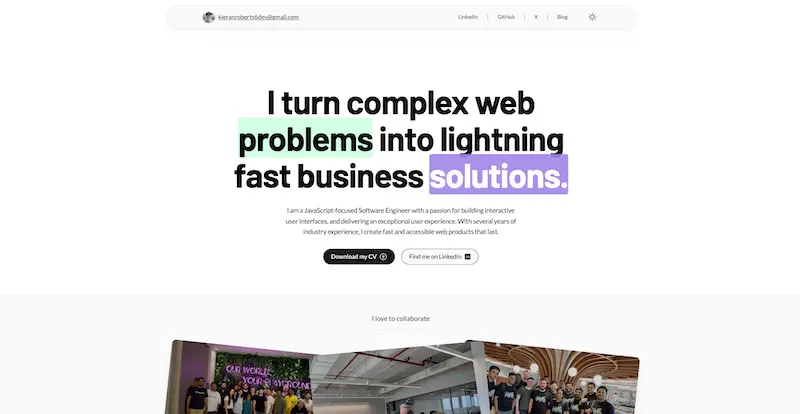 kieranroberts6dev@gmail.com
LinkedIn | GitHub | X | Blog
I turn complex web
problems into lightning
fast business solutions.
I am a JavaScript-focused Software Engineer with a passion for building interactive
user interfaces, and delivering an exceptional user experience. With several years of
industry experience, I create fast and accessible web products that last.
Download my CV
Find me on LinkedIn
I love to collaborate
OUR WORLD
YOUR PLAYGROUND